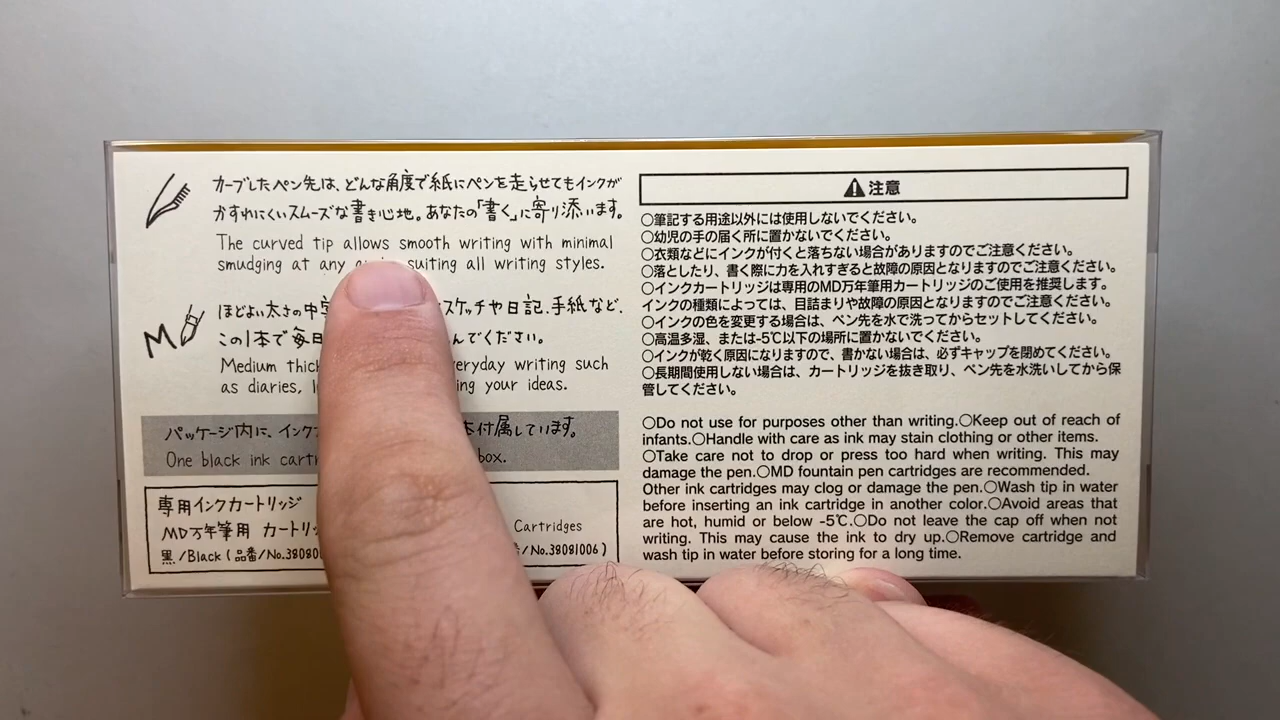 カーブしたペン先は、どんな角度で紙にペンを走らせてもインクが
かすれにくいスムーズな書き心地。あなたの「書く」に寄り添います。
The curved tip allows smooth writing with minimal
smudging at any suiting all writing styles.
M
ほどよい太さの中 スケッチや日記、手紙など、
この1本で毎日 んでください。
Medium thick everyday writing such
as diaries, ing your ideas.
パッケージ内に、インク 付属しています。
One black ink cart box.
専用インクカートリッジ
MD万年筆用 カートリッ Cartridges
黒/Black(品番/No.38080 /No.38081006)
注意
○筆記する用途以外には使用しないでください。
○幼児の手の届く所に置かないでください。
○衣類などにインクが付くと落ちない場合がありますのでご注意ください。
○落としたり、書く際に力を入れすぎると故障の原因となりますのでご注意ください。
○インクカートリッジは専用のMD万年筆用カートリッジのご使用を推奨します。
インクの種類によっては、目詰まりや故障の原因となりますのでご注意ください。
○インクの色を変更する場合は、ペン先を水で洗ってからセットしてください。
○高温多湿、または-5℃以下の場所に置かないでください。
○インクが乾く原因になりますので、書かない場合は、必ずキャップを閉めてください。
○長期間使用しない場合は、カートリッジを抜き取り、ペン先を水洗いしてから保
管してください。
○Do not use for purposes other than writing.○Keep out of reach of
infants.○Handle with care as ink may stain clothing or other items.
○Take care not to drop or press too hard when writing. This may
damage the pen.○MD fountain pen cartridges are recommended.
Other ink cartridges may clog or damage the pen.○Wash tip in water
before inserting an ink cartridge in another color.○Avoid areas that
are hot, humid or below -5℃.○Do not leave the cap off when not
writing. This may cause the ink to dry up.○Remove cartridge and
wash tip in water before storing for a long time.